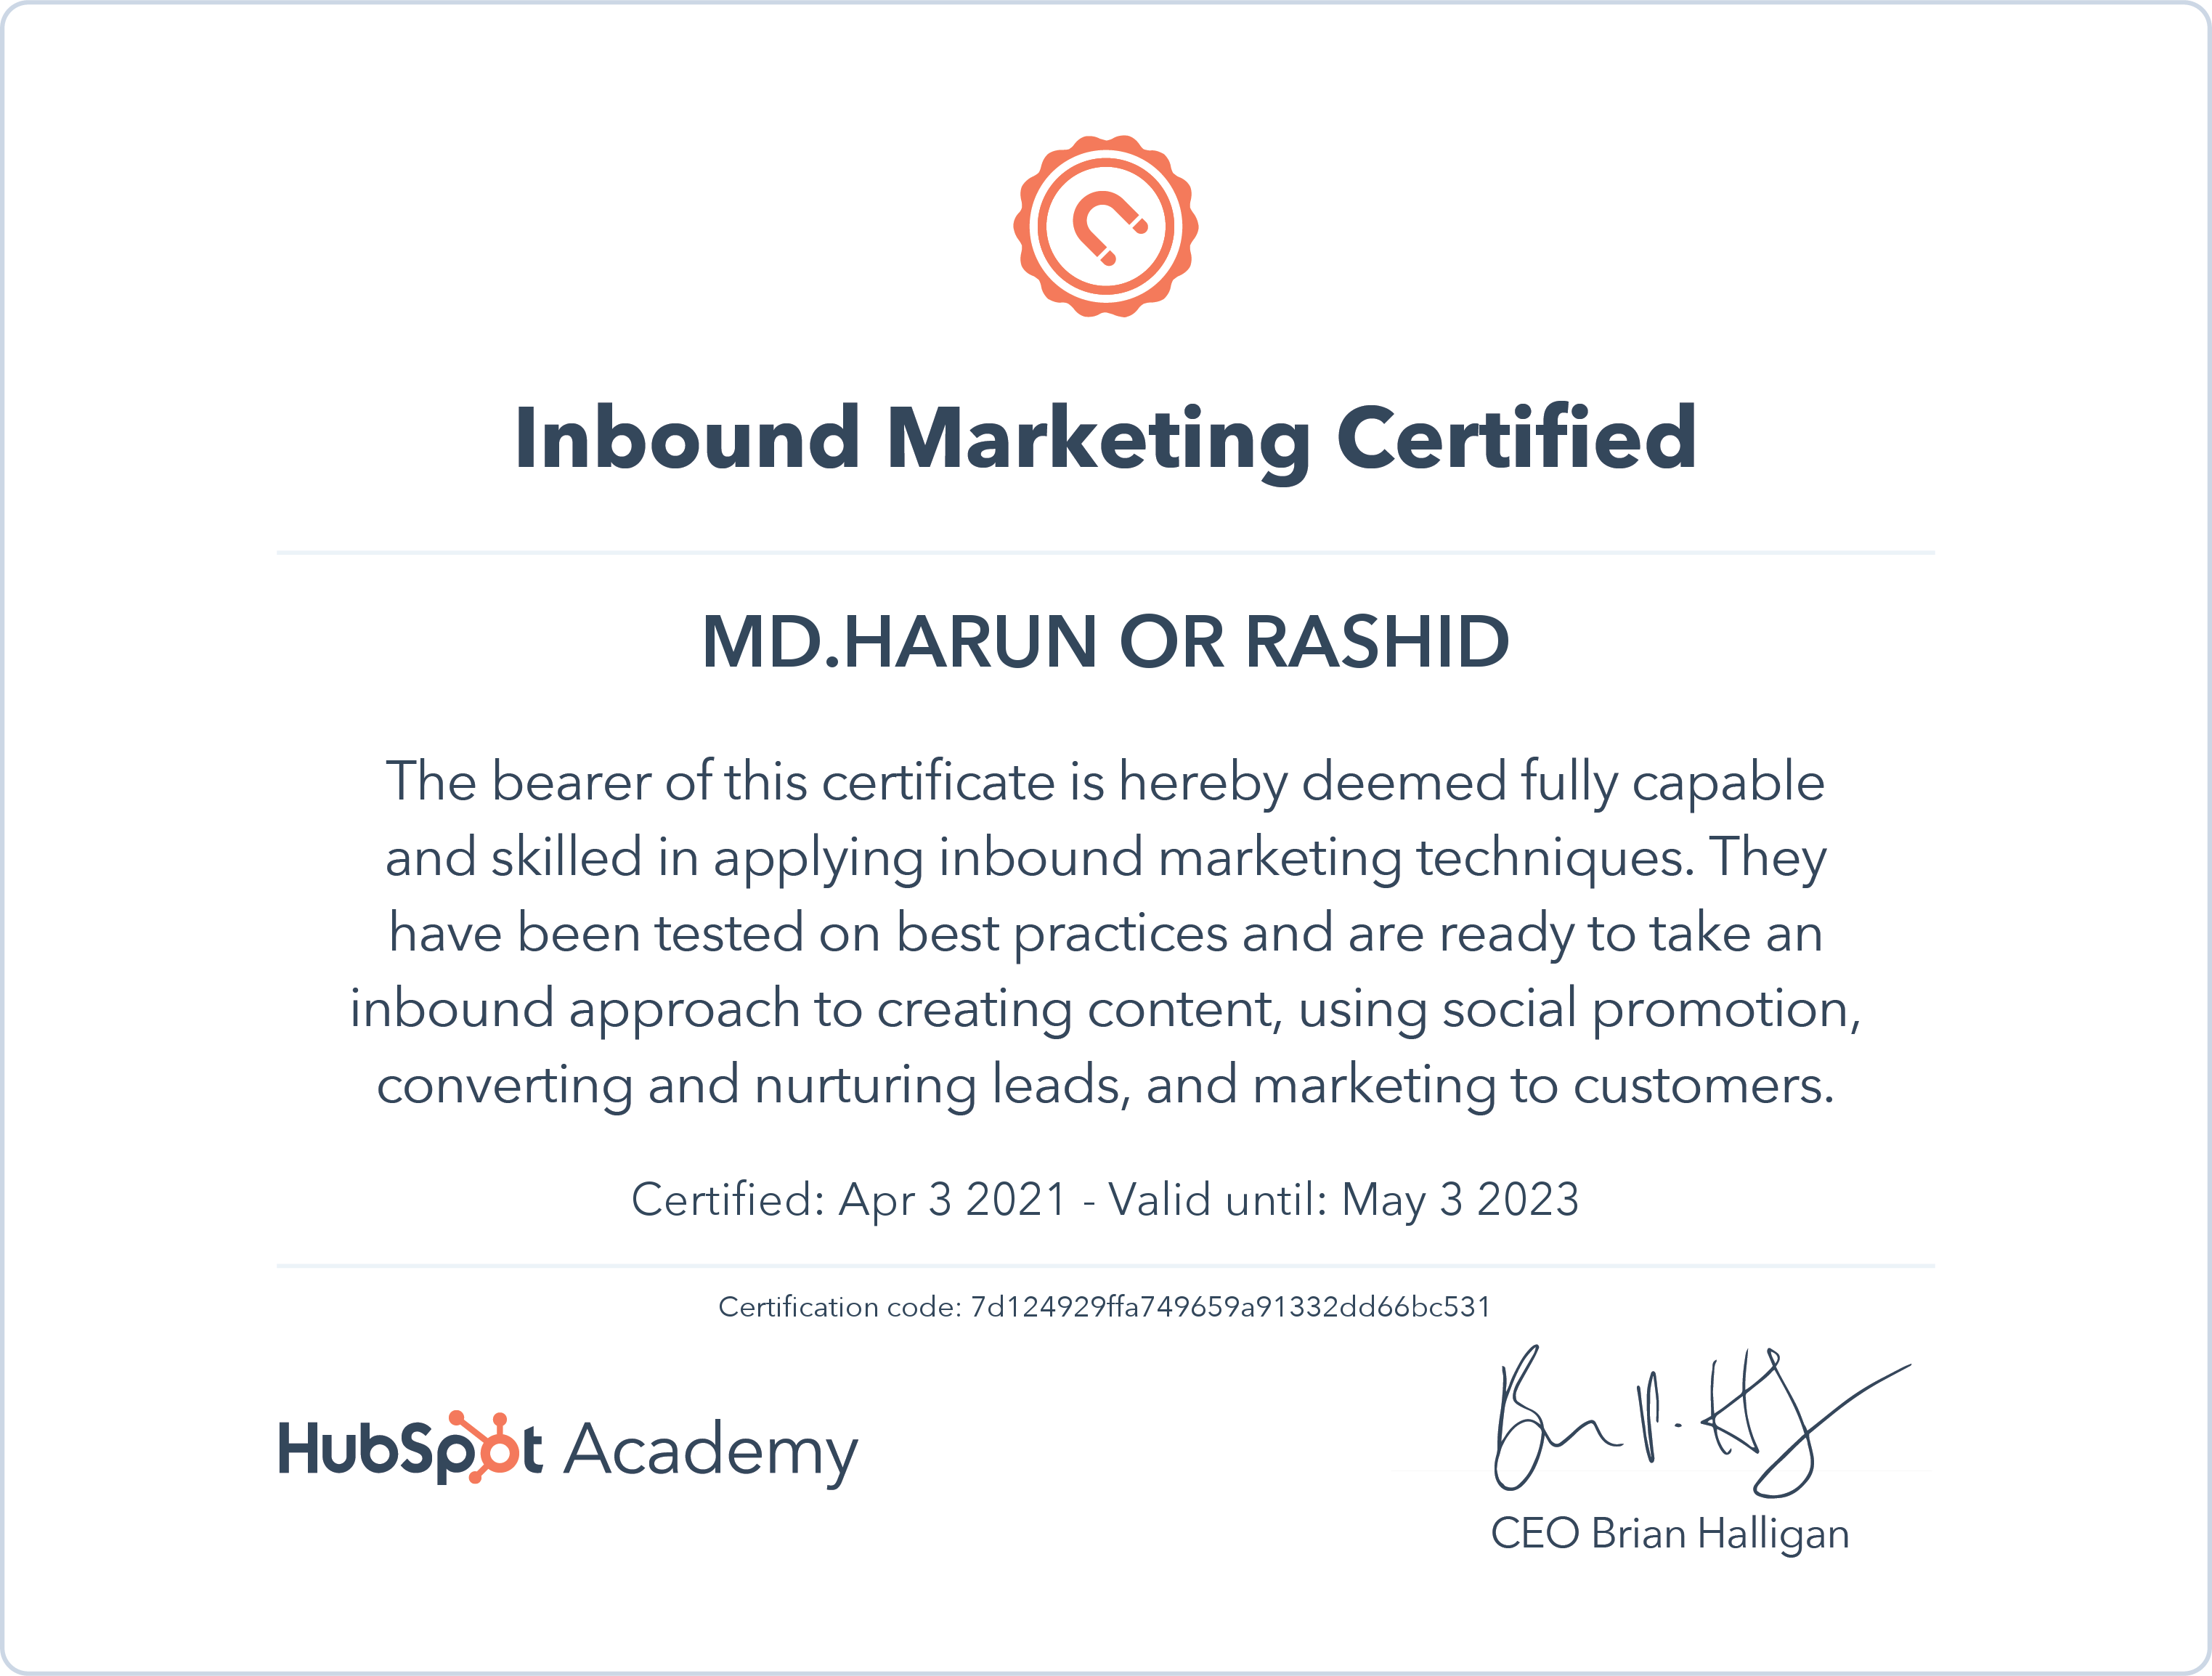 Inbound Marketing Certified
MD.HARUN OR RASHID
The bearer of this certificate is hereby deemed fully capable
and skilled in applying inbound marketing techniques. They
have been tested on best practices and are ready to take an
inbound approach to creating content, using social promotion,
converting and nurturing leads, and marketing to customers.
Certified: Apr 3 2021 - Valid until: May 3 2023
Certification code: 7d124929ffa749659a91332dd66bc531
HubSpot Academy
CEO Brian Halligan